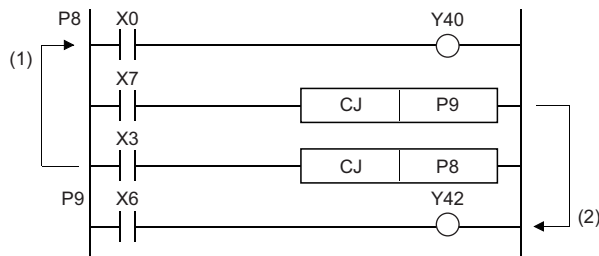 P8 X0 Y40
(1)
X7
CJ P9
X3
CJ P8
P9 X6 Y42
(2)